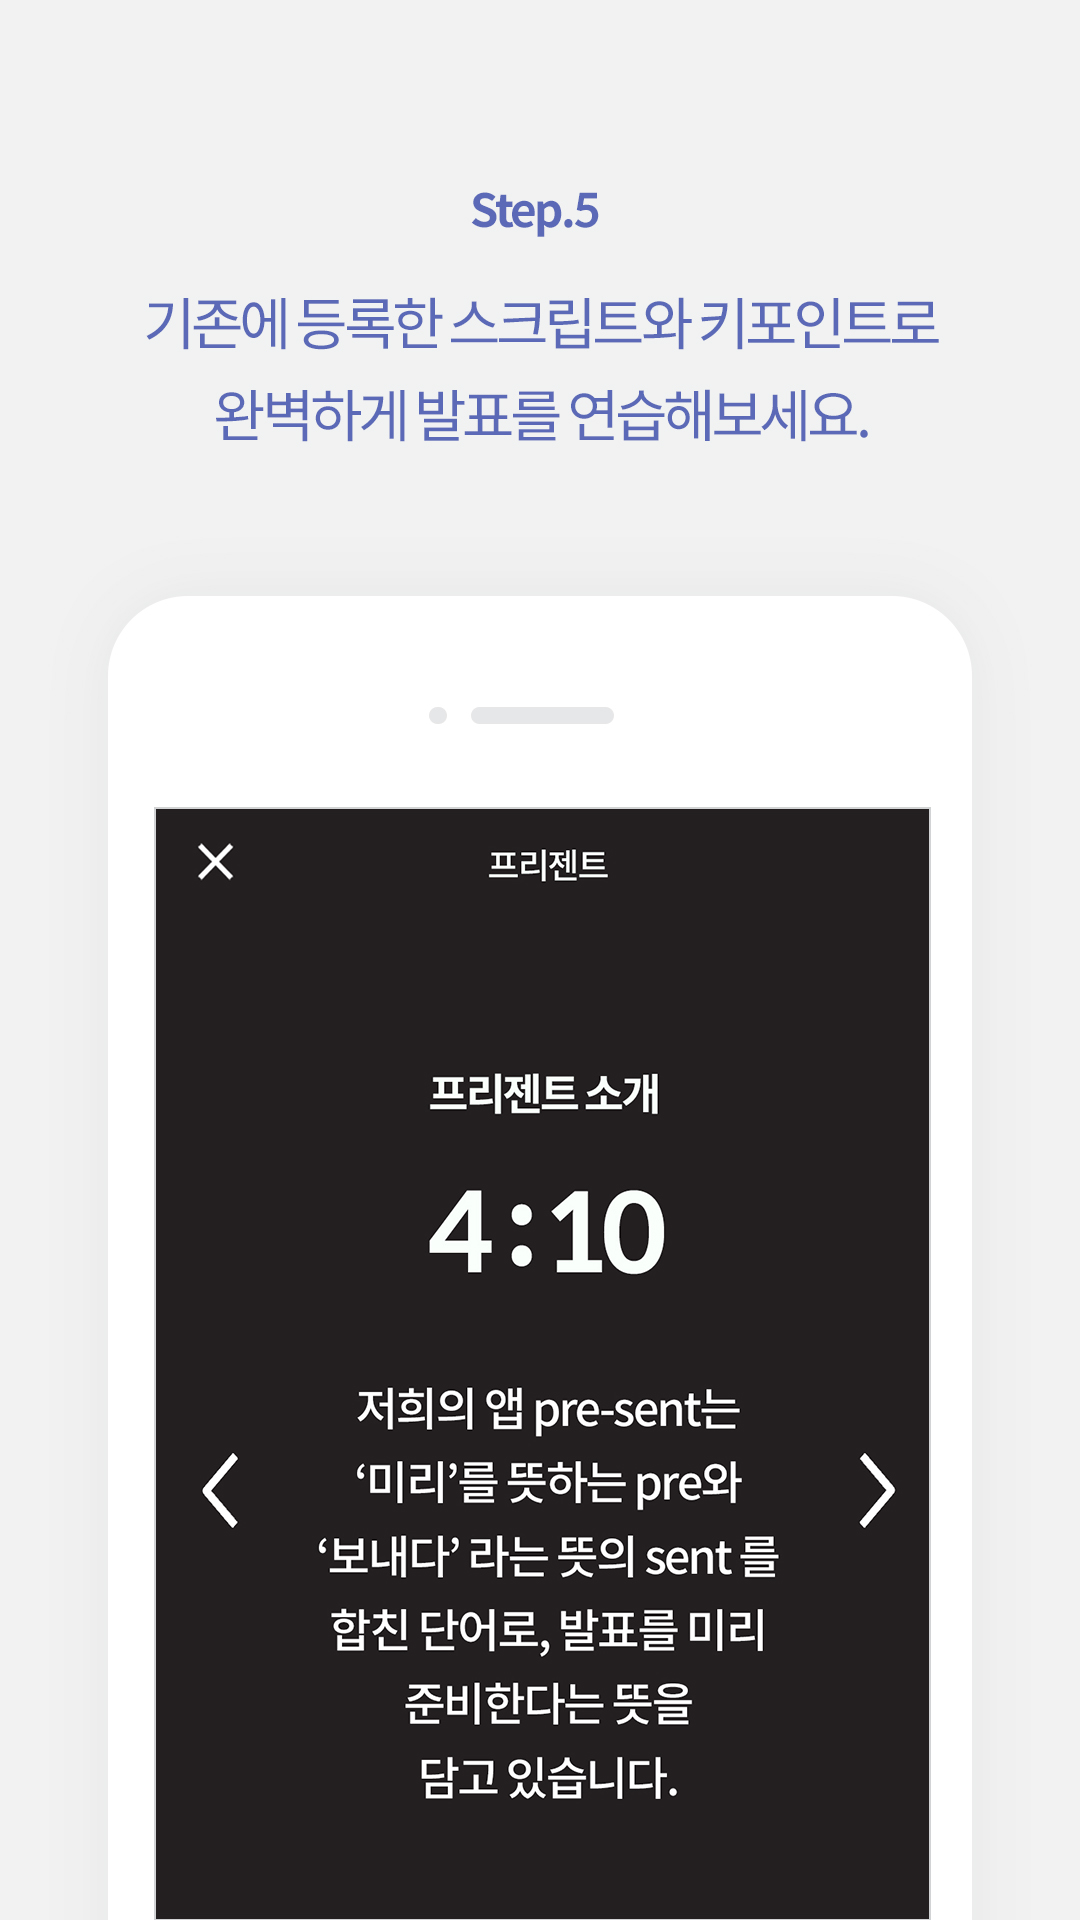 Step.5
기존에 등록한 스크립트와 키포인트로
완벽하게 발표를 연습해보세요.
프리젠트
프리젠트 소개
4:10
저희의 앱 pre-sent는
‘미리’를 뜻하는 pre와
‘보내다’ 라는 뜻의 sent 를
합친 단어로, 발표를 미리
준비한다는 뜻을
담고 있습니다.